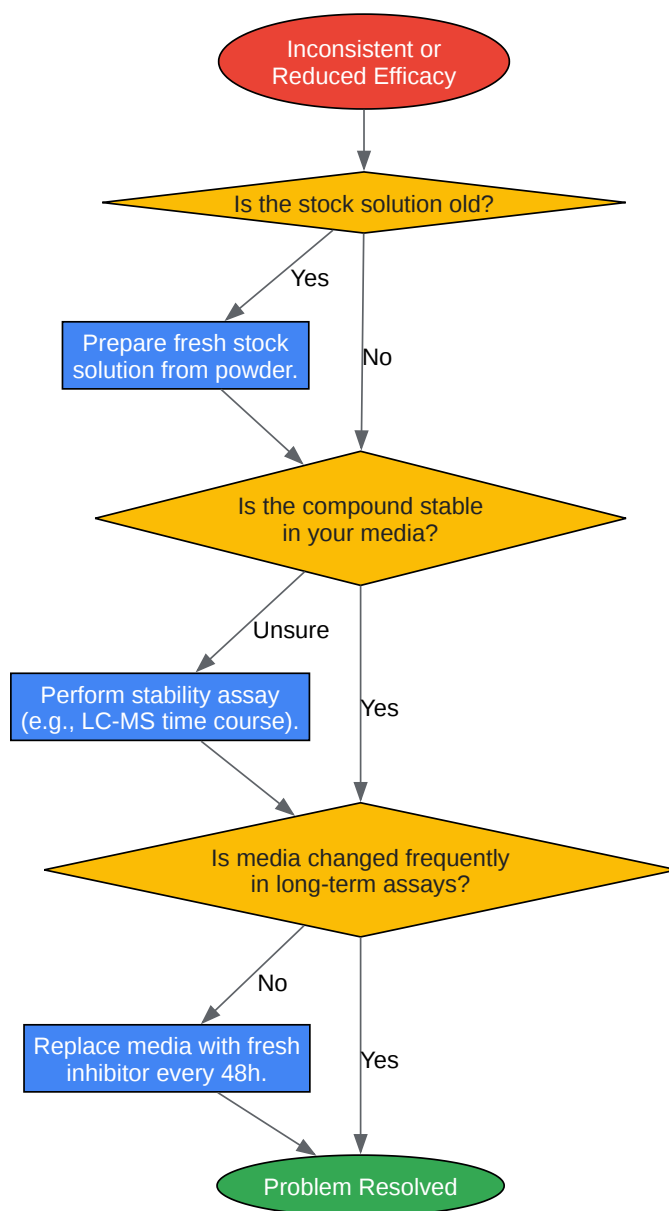 Inconsistent or
Reduced Efficacy
Is the stock solution old?
Yes
Prepare fresh stock
solution from powder.
No
Is the compound stable
in your media?
Unsure
Perform stability assay
(e.g., LC-MS time course).
Yes
Is media changed frequently
in long-term assays?
No
Replace media with fresh
inhibitor every 48h.
Yes
Problem Resolved